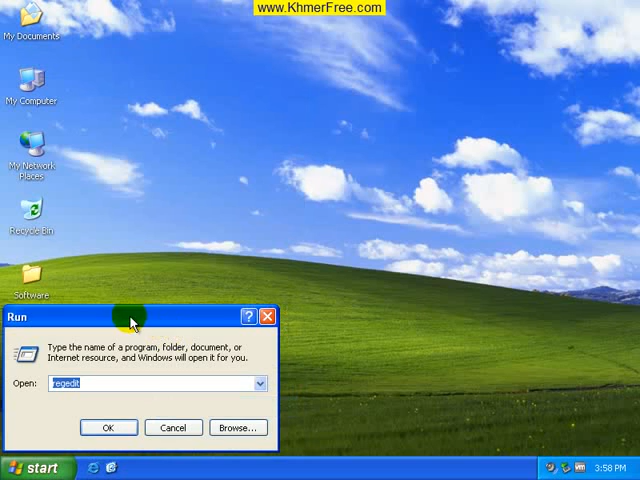 www.KhmerFree.com
My Documents
My Computer
My Network
Places
Recycle Bin
Software
Run
Type the name of a program, folder, document, or
Internet resource, and Windows will open it for you.
Open:
regedit
OK
Cancel
Browse...
start
3:58 PM